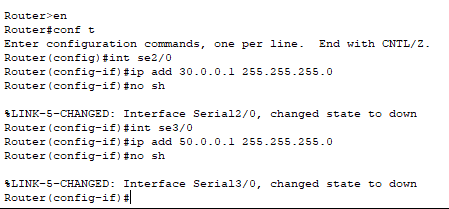 Router>en
Router#conf t
Enter configuration commands, one per line.  End with CNTL/Z.
Router(config)#int se2/0
Router(config-if)#ip add 30.0.0.1 255.255.255.0
Router(config-if)#no sh
%LINK-5-CHANGED: Interface Serial2/0, changed state to down
Router(config-if)#int se3/0
Router(config-if)#ip add 50.0.0.1 255.255.255.0
Router(config-if)#no sh
%LINK-5-CHANGED: Interface Serial3/0, changed state to down
Router(config-if)#